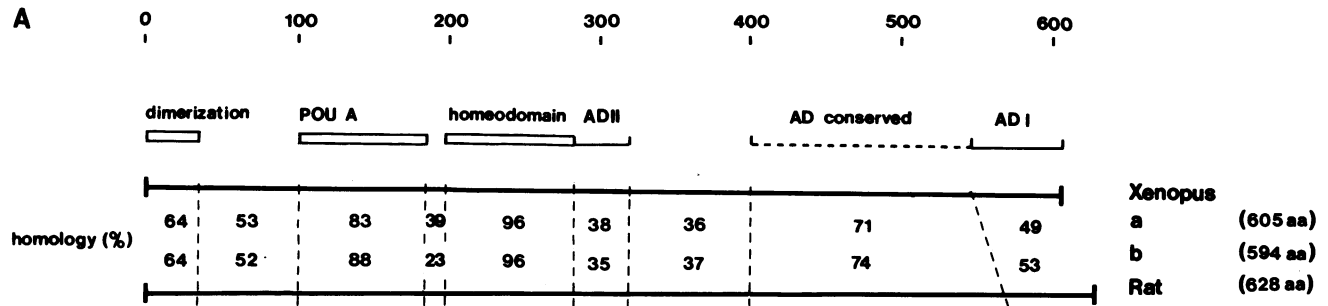 A
0 100 200 300 400 500 600
dimerization POU A homeodomain ADII AD conserved AD I
Xenopus
64 53 83 39 96 38 36 71 49 a (605 aa)
homology (%)
64 52 88 23 96 35 37 74 53 b (594 aa)
Rat (628 aa)